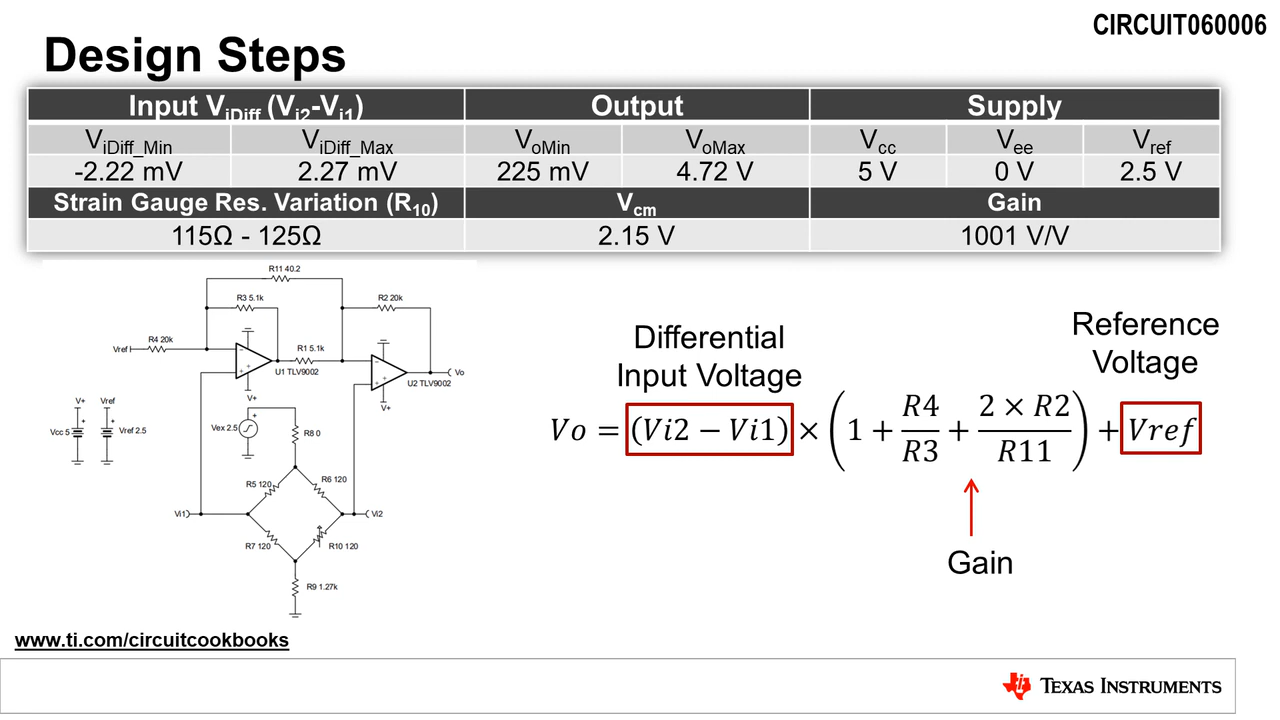 CIRCUIT060006
Design Steps
Input ViDiff (Vi2-Vi1) Output Supply
ViDiff_Min ViDiff_Max VoMin VoMax Vcc Vee Vref
-2.22 mV 2.27 mV 225 mV 4.72 V 5 V 0 V 2.5 V
Strain Gauge Res. Variation (R10) Vcm Gain
115Ω - 125Ω 2.15 V 1001 V/V
R11 40.2
R3 5.1k
R2 20k
R4 20k
Vref
R1 5.1k
U1 TLV9002
Vo
U2 TLV9002
V+
V+
V+ Vref
Vcc 5
Vref 2.5
Vex 2.5
R8 0
R5 120
R6 120
Vi1
Vi2
R7 120
R10 120
R9 1.27k
Differential
Input Voltage
Reference
Voltage
Vo = (Vi2 − Vi1) × (1 + R4/R3 + 2 × R2/R11) + Vref
Gain
www.ti.com/circuitcookbooks
TEXAS INSTRUMENTS